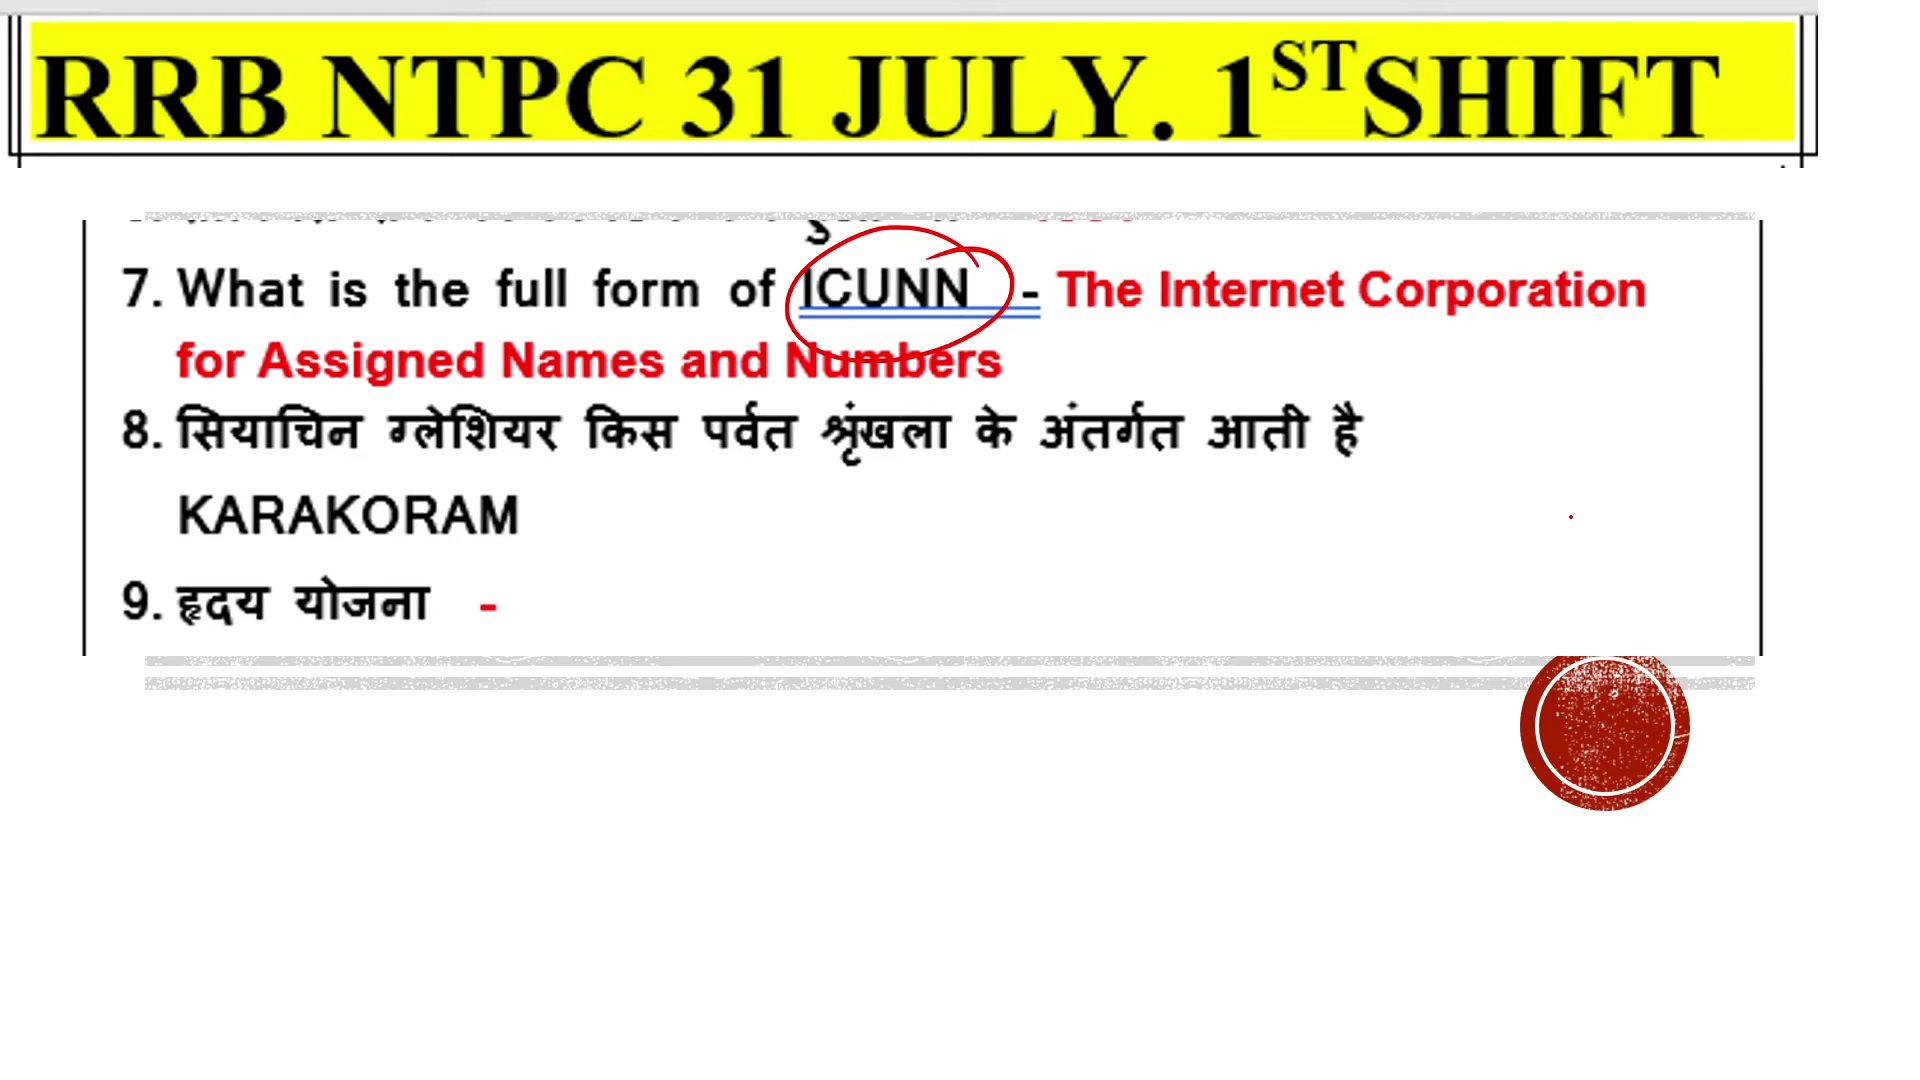 RRB NTPC 31 JULY. 1ST SHIFT
7. What is the full form of ICUNN - The Internet Corporation
for Assigned Names and Numbers
8. सियाचिन ग्लेशियर किस पर्वत श्रृंखला के अंतर्गत आती है
KARAKORAM
9. हृदय योजना -